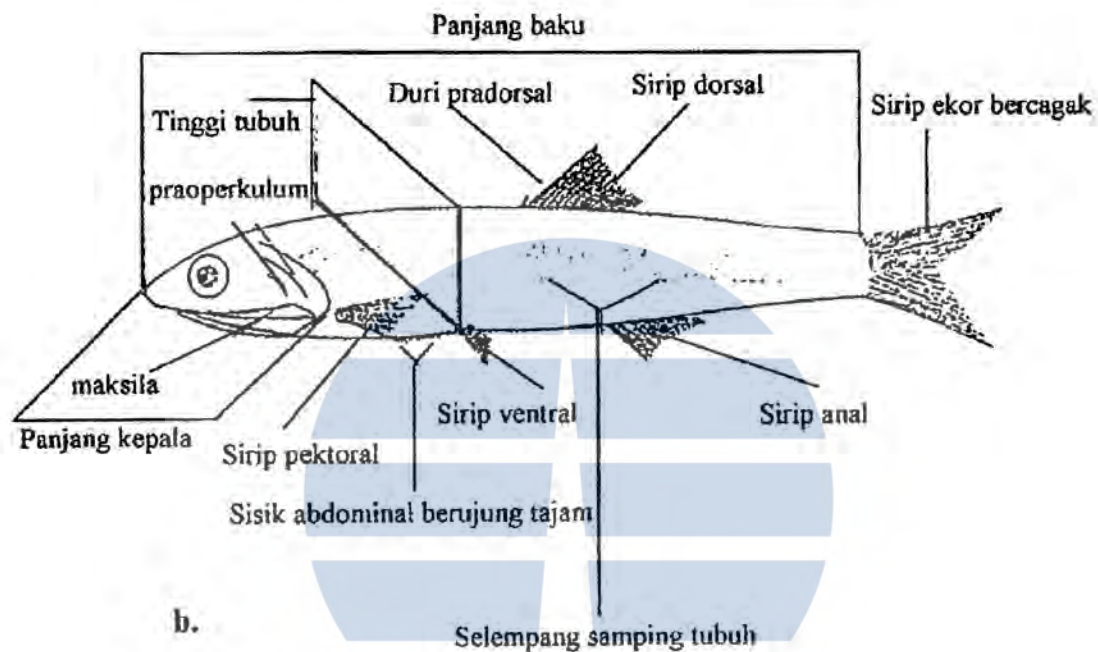 Panjang baku
Duri pradorsal
Sirip dorsal
Sirip ekor bercagak
Tinggi tubuh
praoperkulum
maksila
Panjang kepala
Sirip pektoral
Sirip ventral
Sirip anal
Sisik abdominal berujung tajam
b.
Selempang samping tubuh